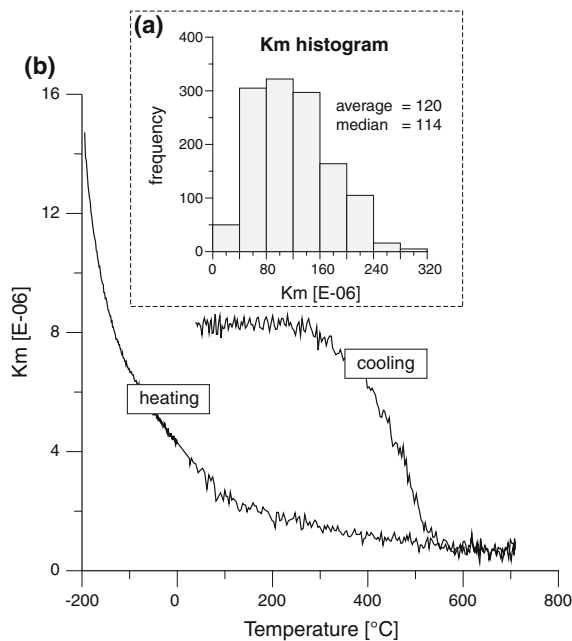 (a)
Km histogram
400
300
200
100
0
frequency
average = 120
median = 114
0 80 160 240 320
Km [E-06]
(b)
16
12
8
4
0
Km [E-06]
heating
cooling
-200 0 200 400 600 800
Temperature [°C]